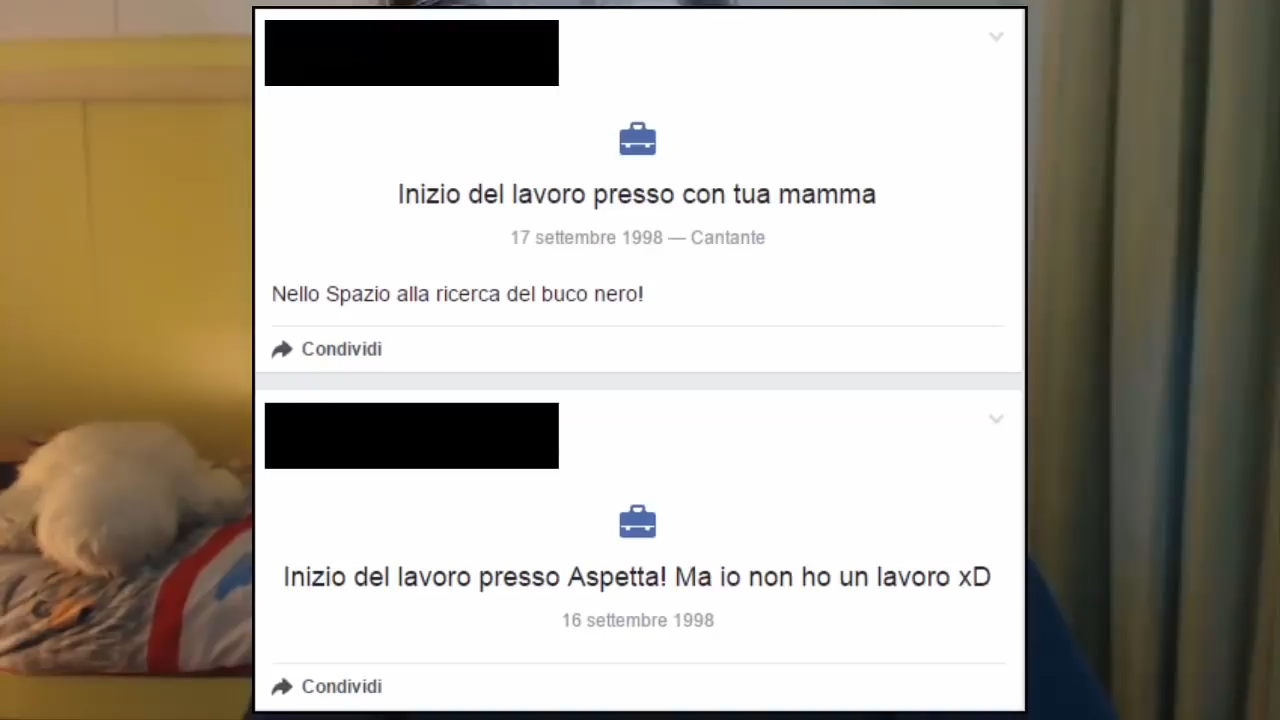 Inizio del lavoro presso con tua mamma
17 settembre 1998 — Cantante
Nello Spazio alla ricerca del buco nero!
Condividi
Inizio del lavoro presso Aspetta! Ma io non ho un lavoro xD
16 settembre 1998
Condividi